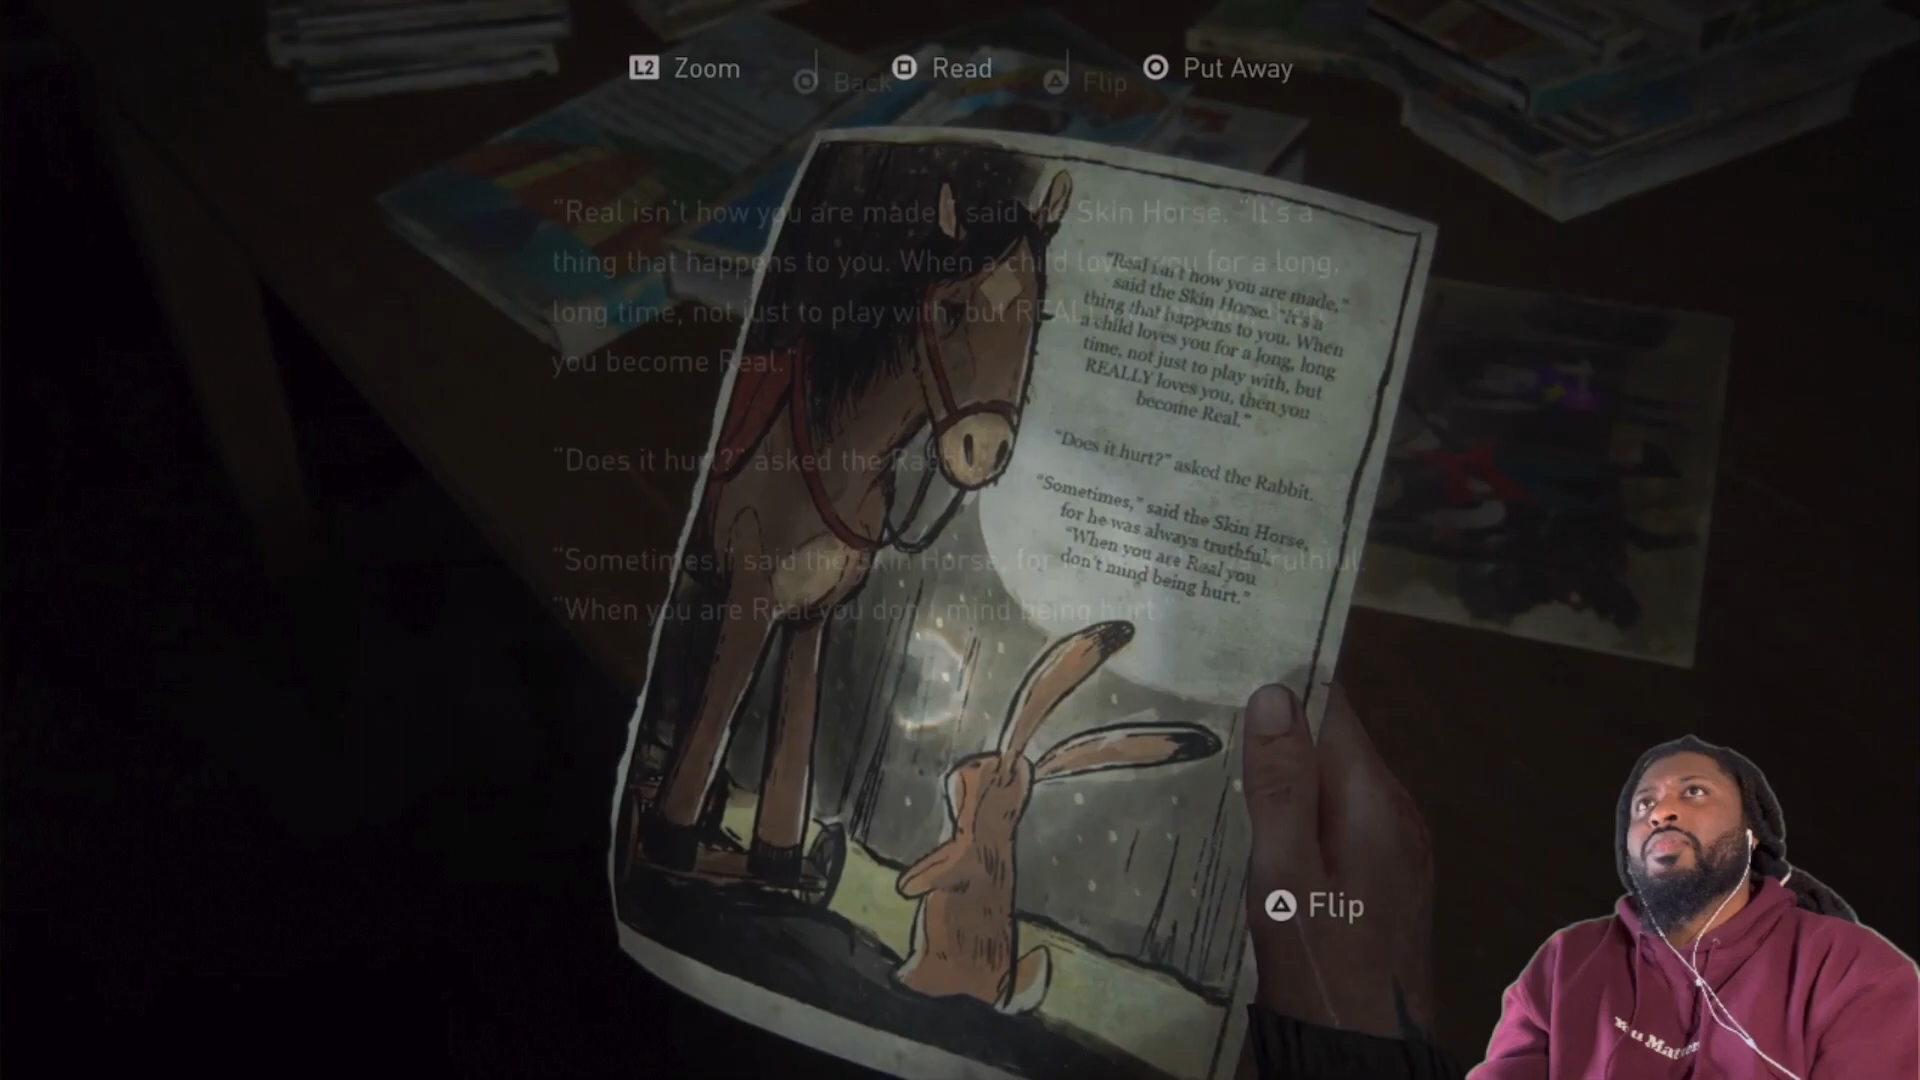 L2 Zoom
Back
Read
Flip
Put Away
"Real isn't how you are made said the Skin Horse. "It's a
thing that happens to you. When a child loves you for a long,
long time, not just to play with, but REALLY
you become Real."
"Does it hurt?" asked the Rabbit
"Sometimes," said the Skin Horse, for truthful.
"When you are Real you don't mind being hurt."
"Real isn't how you are made,"
said the Skin Horse. "It's a
thing that happens to you. When
a child loves you for a long, long
time, not just to play with, but
REALLY loves you, then you
become Real."
"Does it hurt?" asked the Rabbit.
"Sometimes," said the Skin Horse,
for he was always truthful.
"When you are Real you
don't mind being hurt."
Flip
You Matter